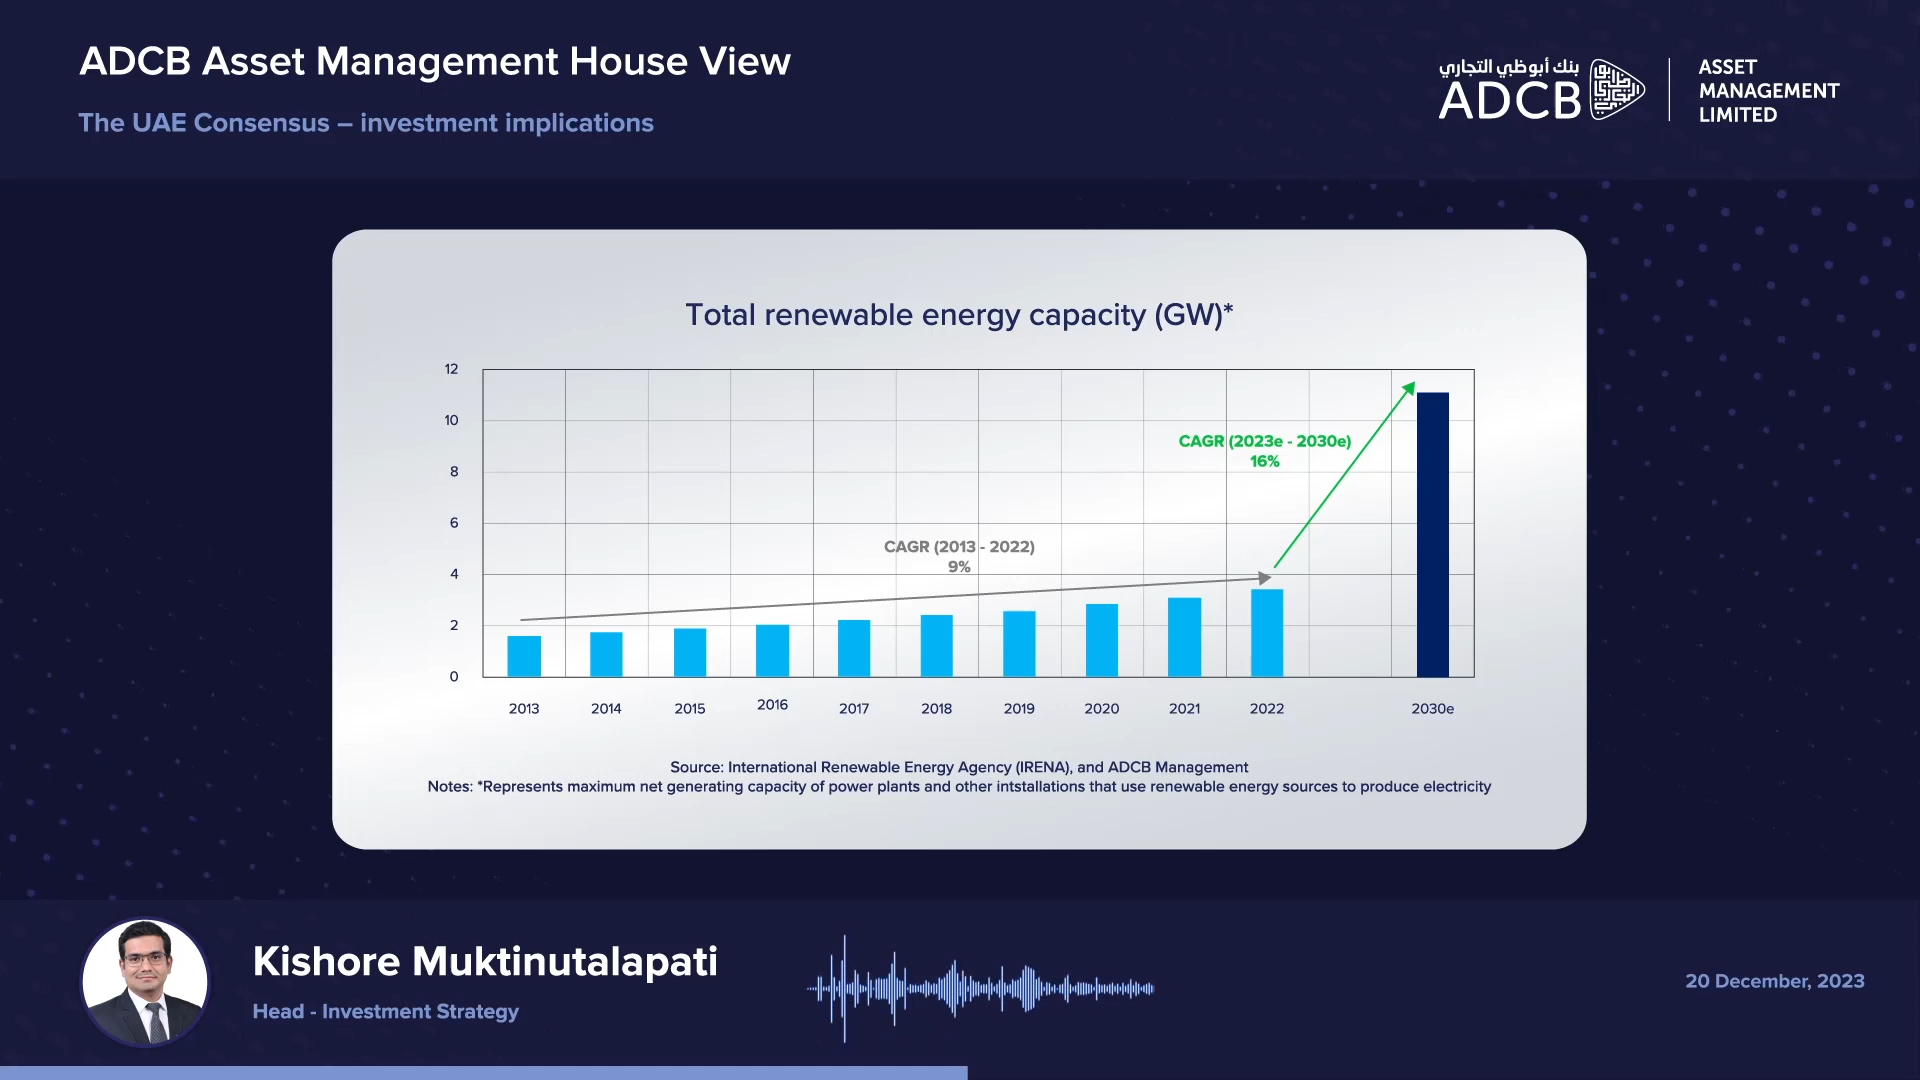 ADCB Asset Management House View
The UAE Consensus – investment implications
بنك أبوظبي التجاري
ADCB
ASSET
MANAGEMENT
LIMITED
Total renewable energy capacity (GW)*
12
10
8
6
4
2
0
CAGR (2023e - 2030e)
16%
CAGR (2013 - 2022)
9%
2013 2014 2015 2016 2017 2018 2019 2020 2021 2022 2030e
Source: International Renewable Energy Agency (IRENA), and ADCB Management
Notes: *Represents maximum net generating capacity of power plants and other intstallations that use renewable energy sources to produce electricity
Kishore Muktinutalapati
Head - Investment Strategy
20 December, 2023